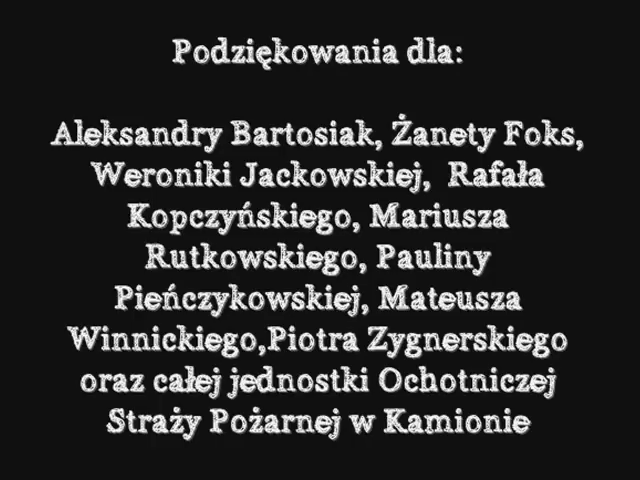 Podziękowania dla:
Aleksandry Bartosiak, Żanety Foks,
Weroniki Jackowskiej, Rafała
Kopczyńskiego, Mariusza
Rutkowskiego, Pauliny
Pieńczykowskiej, Mateusza
Winnickiego,Piotra Zygnerskiego
oraz całej jednostki Ochotniczej
Straży Pożarnej w Kamionie